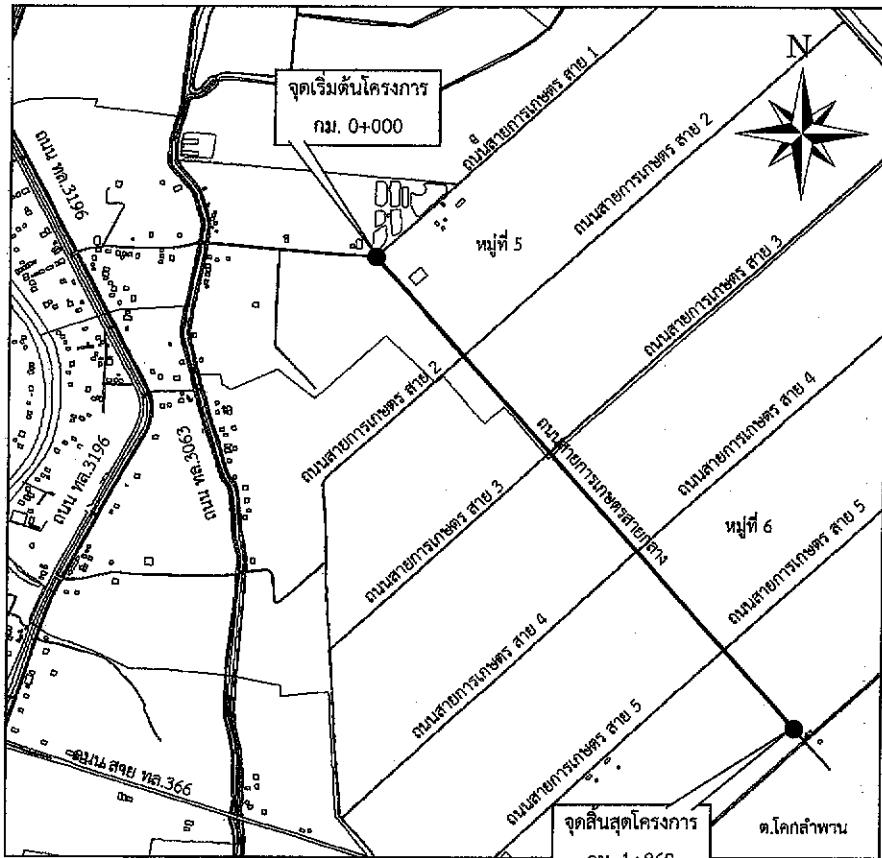 N
จุดเริ่มต้นโครงการ
กม. 0+000
ถนนสายการเกษตร สาย 1
ถนนสายการเกษตร สาย 2
ถนน ทล.3196
หมู่ที่ 5
ถนนสายการเกษตร สาย 3
ถนนสายการเกษตร สาย 2
ถนนสายการเกษตร สาย 4
ถนน ทล.3063
ถนนสายการเกษตรสายกลาง
ถนน ทล.3196
ถนนสายการเกษตร สาย 3
หมู่ที่ 6
ถนนสายการเกษตร สาย 5
ถนนสายการเกษตร สาย 4
ถนนสายการเกษตร สาย 5
ถนน สาย ทล.366
จุดสิ้นสุดโครงการ
ต.โคกลำพาน